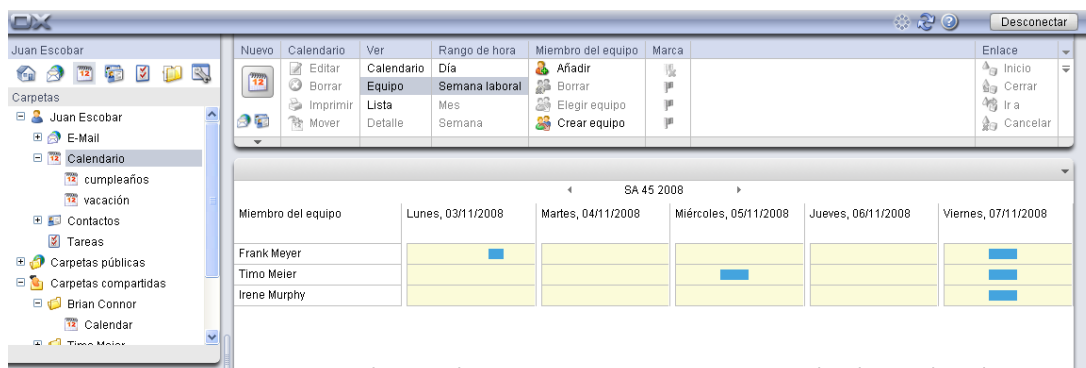 OX
Desconectar
Juan Escobar
Carpetas
Juan Escobar
E-Mail
Calendario
cumpleaños
vacación
Contactos
Tareas
Carpetas públicas
Carpetas compartidas
Brian Connor
Calendar
Timo Meier
Nuevo Calendario Ver Rango de hora Miembro del equipo Marca Enlace
Editar Calendario Día Añadir Inicio
Borrar Equipo Semana laboral Borrar Cerrar
Imprimir Lista Mes Elegir equipo Ir a
Mover Detalle Semana Crear equipo Cancelar
SA 45 2008
Miembro del equipo Lunes, 03/11/2008 Martes, 04/11/2008 Miércoles, 05/11/2008 Jueves, 06/11/2008 Viernes, 07/11/2008
Frank Meyer
Timo Meier
Irene Murphy